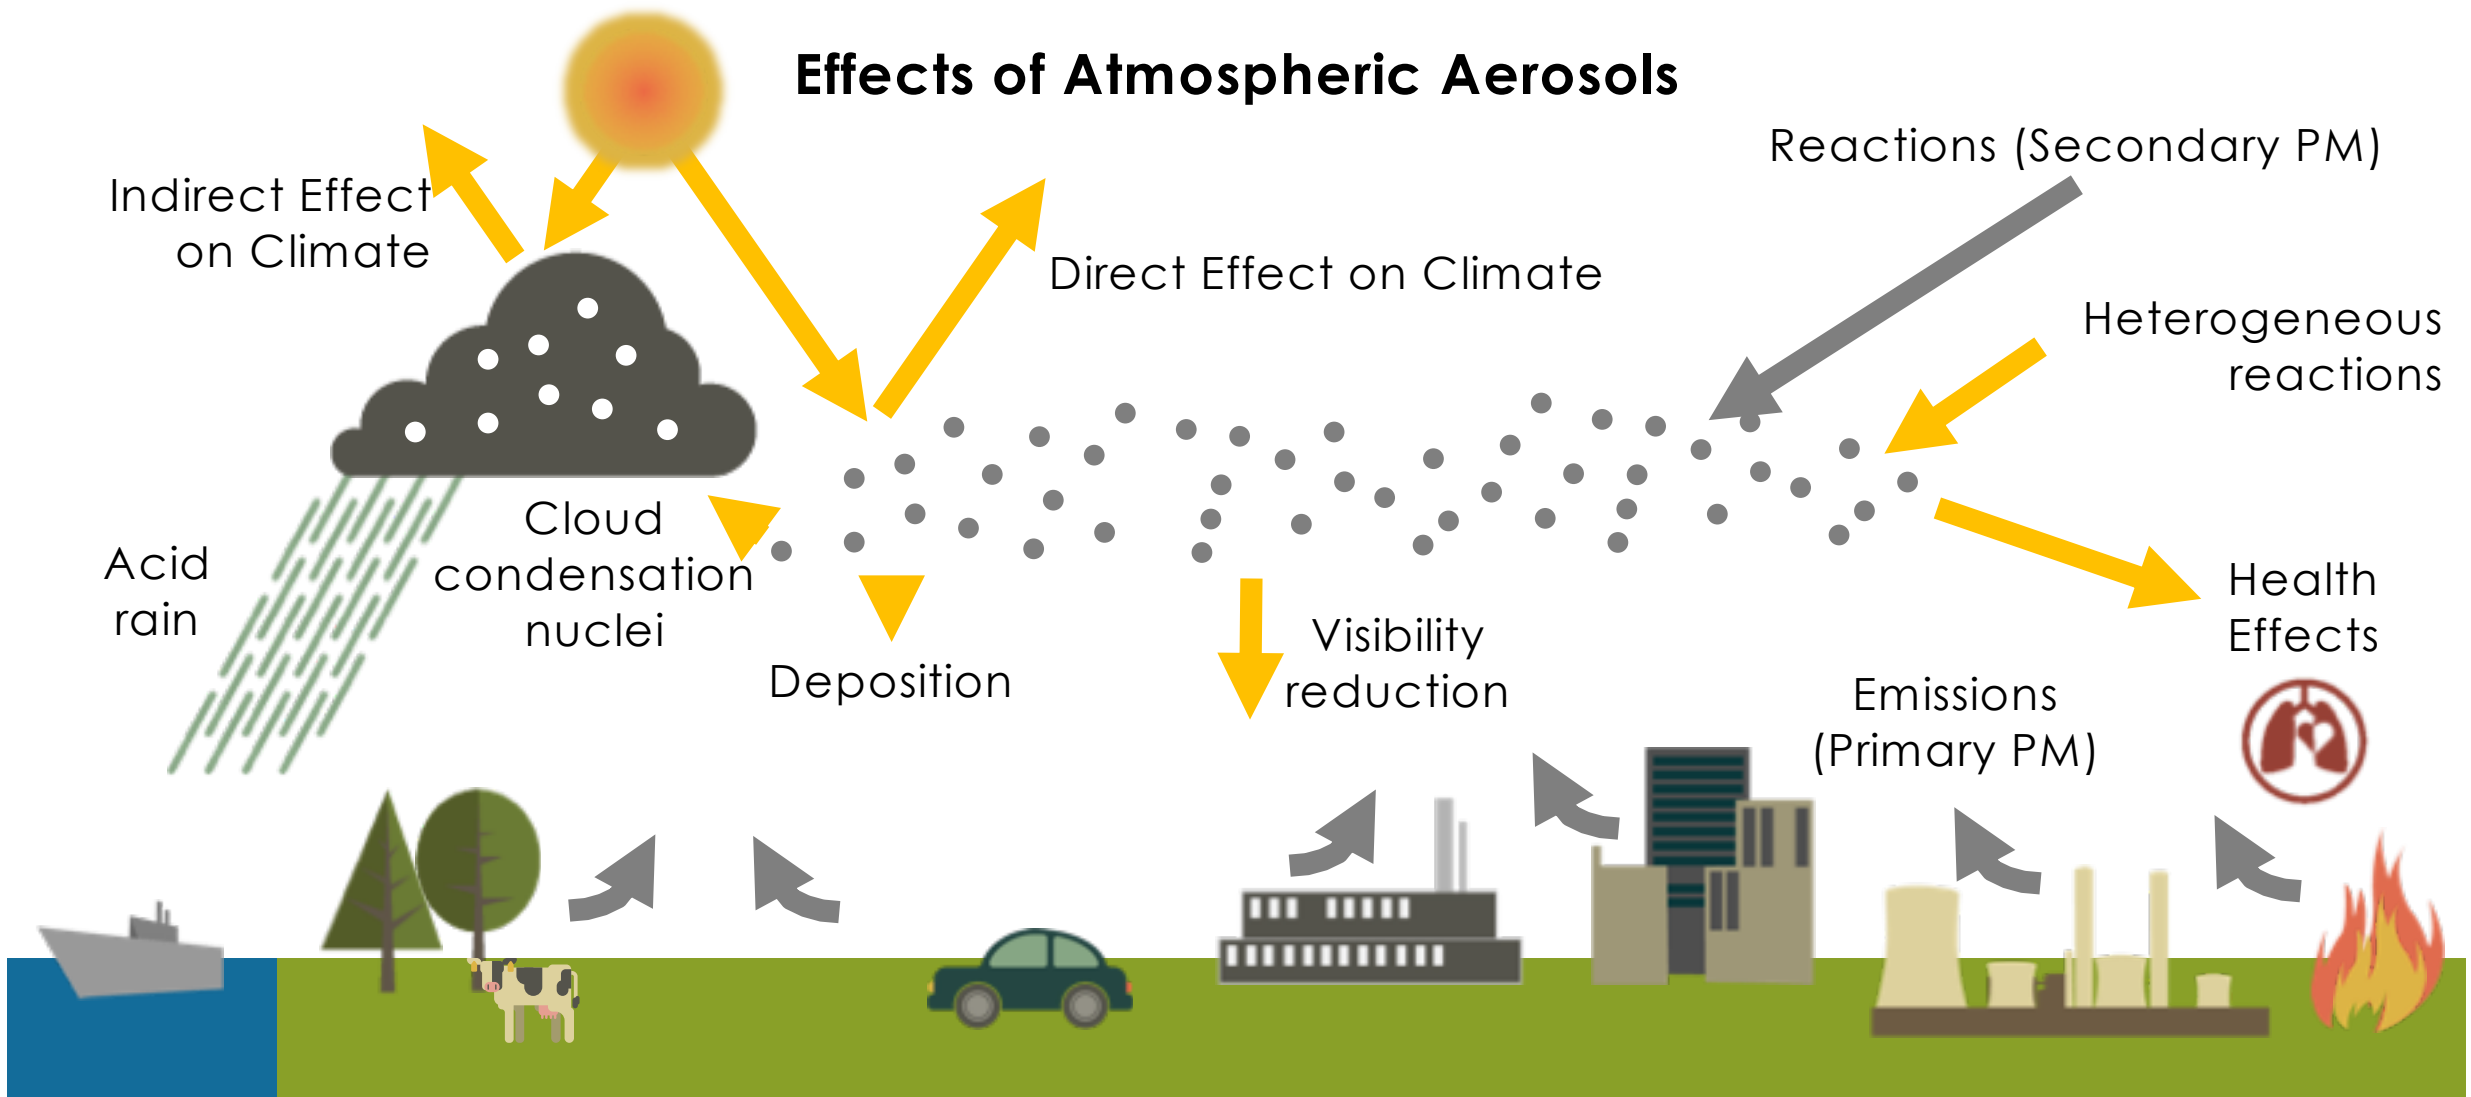 Effects of Atmospheric Aerosols
Reactions (Secondary PM)
Indirect Effect
on Climate
Direct Effect on Climate
Heterogeneous
reactions
Cloud
condensation
nuclei
Acid
rain
Deposition
Visibility
reduction
Health
Effects
Emissions
(Primary PM)